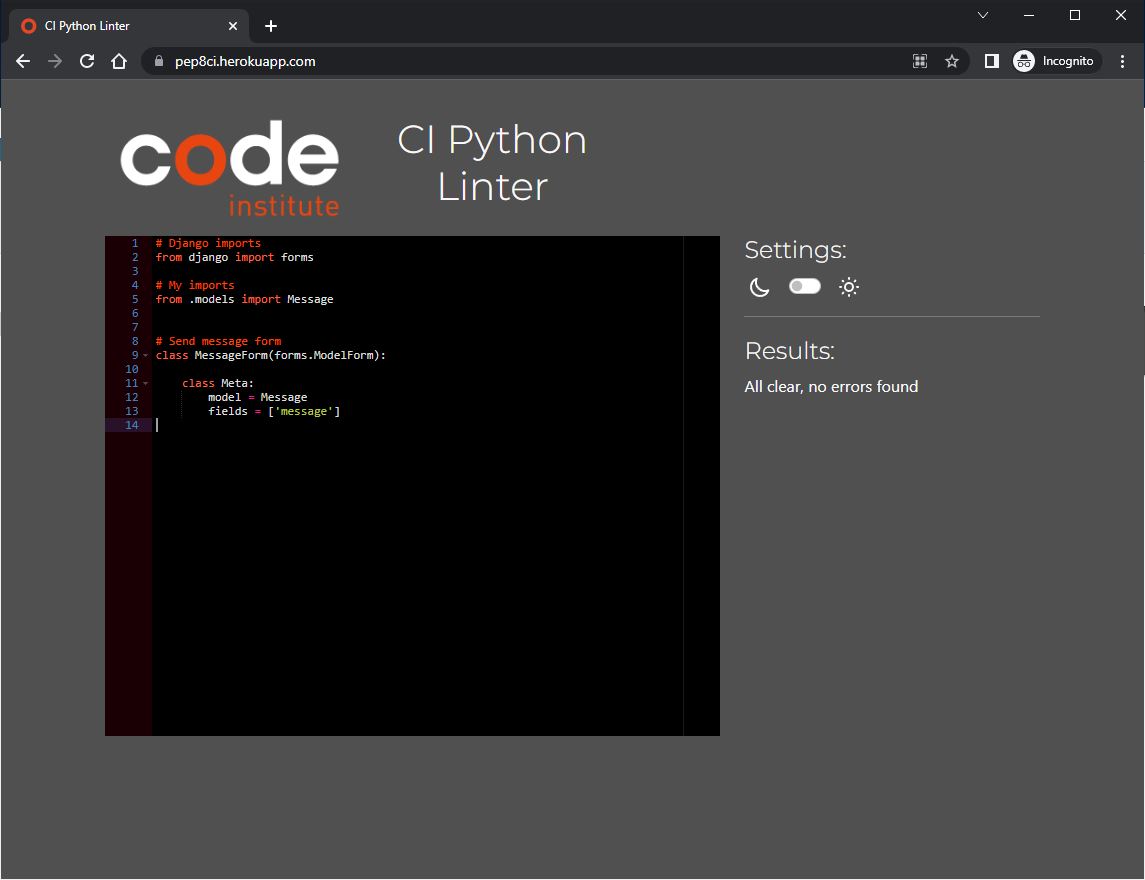 CI Python Linter
pep8ci.herokuapp.com
Incognito
code
institute
CI Python
Linter
1 # Django imports
2 from django import forms
3
4 # My imports
5 from .models import Message
6
7
8 # Send message form
9 class MessageForm(forms.ModelForm):
10
11     class Meta:
12         model = Message
13         fields = ['message']
14
Settings:
Results:
All clear, no errors found